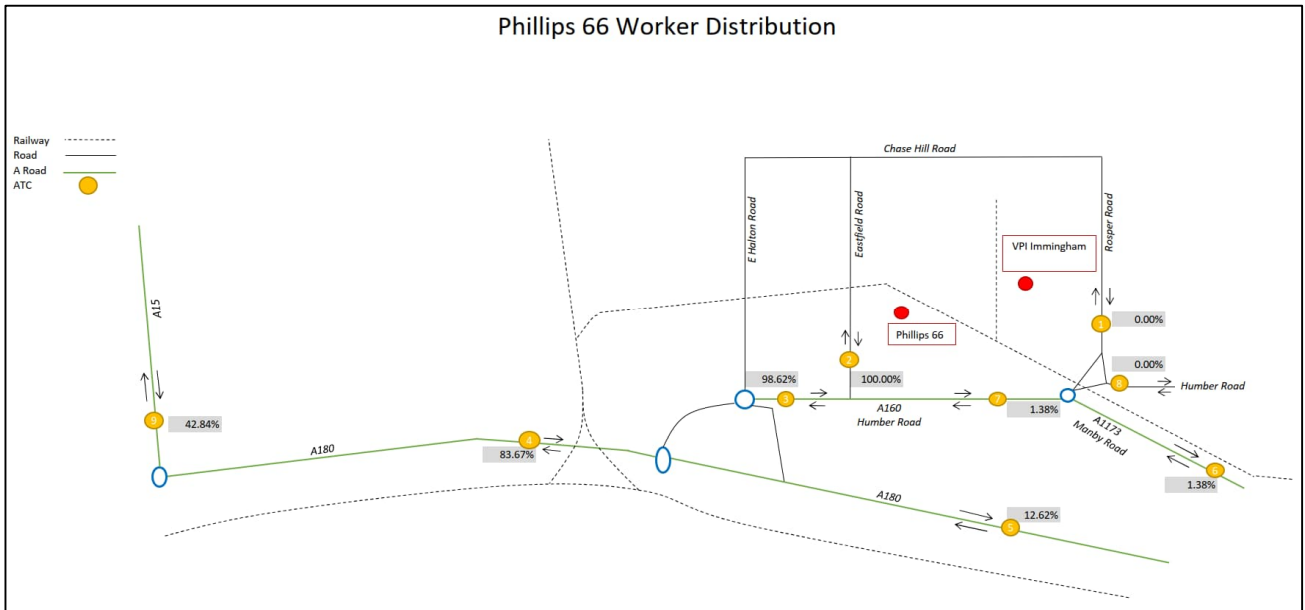 Phillips 66 Worker Distribution
Railway
Road
A Road
ATC
Chase Hill Road
E Halton Road
Eastfield Road
Rosper Road
VPI Immingham
Phillips 66
A15
1
0.00%
2
100.00%
8
0.00%
Humber Road
98.62%
3
7
1.38%
A160
Humber Road
A1173
Manby Road
9
42.84%
A180
4
83.67%
6
1.38%
A180
12.62%
5